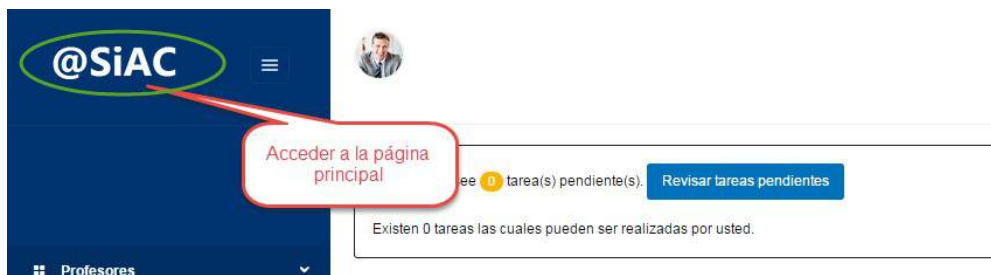 @SiAC
Acceder a la página
principal
ee 0 tarea(s) pendiente(s). Revisar tareas pendientes
Existen 0 tareas las cuales pueden ser realizadas por usted.
Profesores